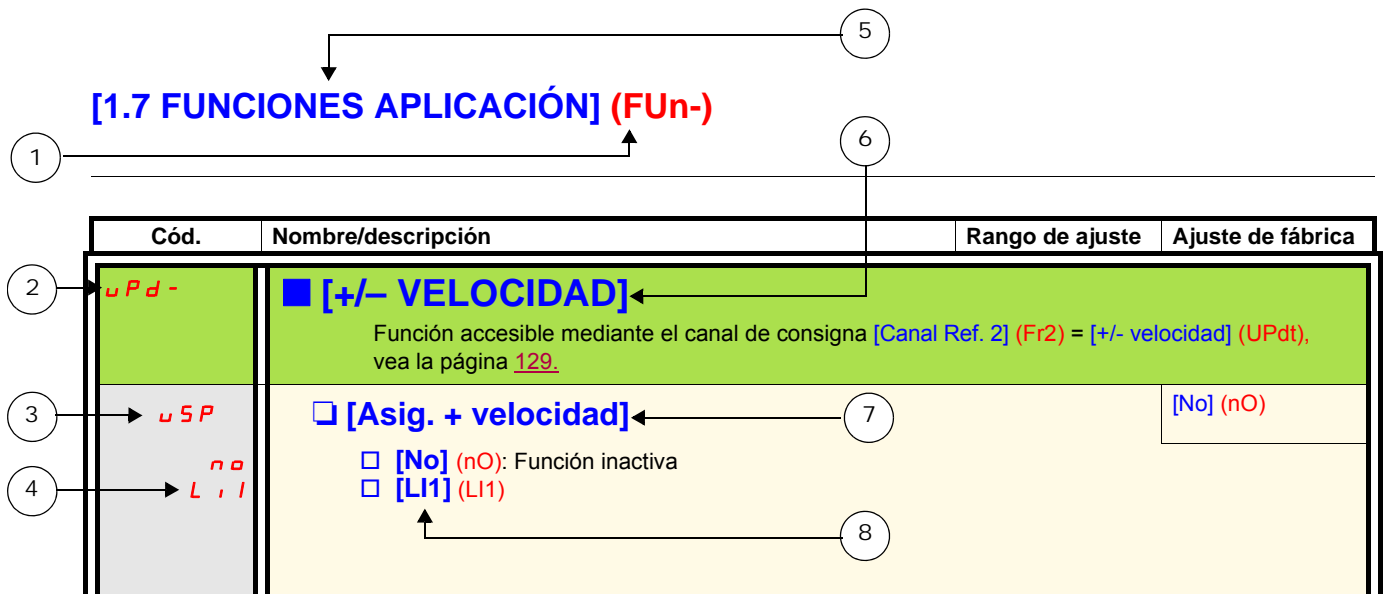 5
[1.7 FUNCIONES APLICACIÓN] (FUn-)
1
6
Cód. Nombre/descripción Rango de ajuste Ajuste de fábrica
2 uPd- ■ [+/– VELOCIDAD]
Función accesible mediante el canal de consigna [Canal Ref. 2] (Fr2) = [+/- velocidad] (UPdt),
vea la página 129.
3 uSP ❏ [Asig. + velocidad] 7 [No] (nO)
no □ [No] (nO): Función inactiva
4 LiI □ [LI1] (LI1)
8